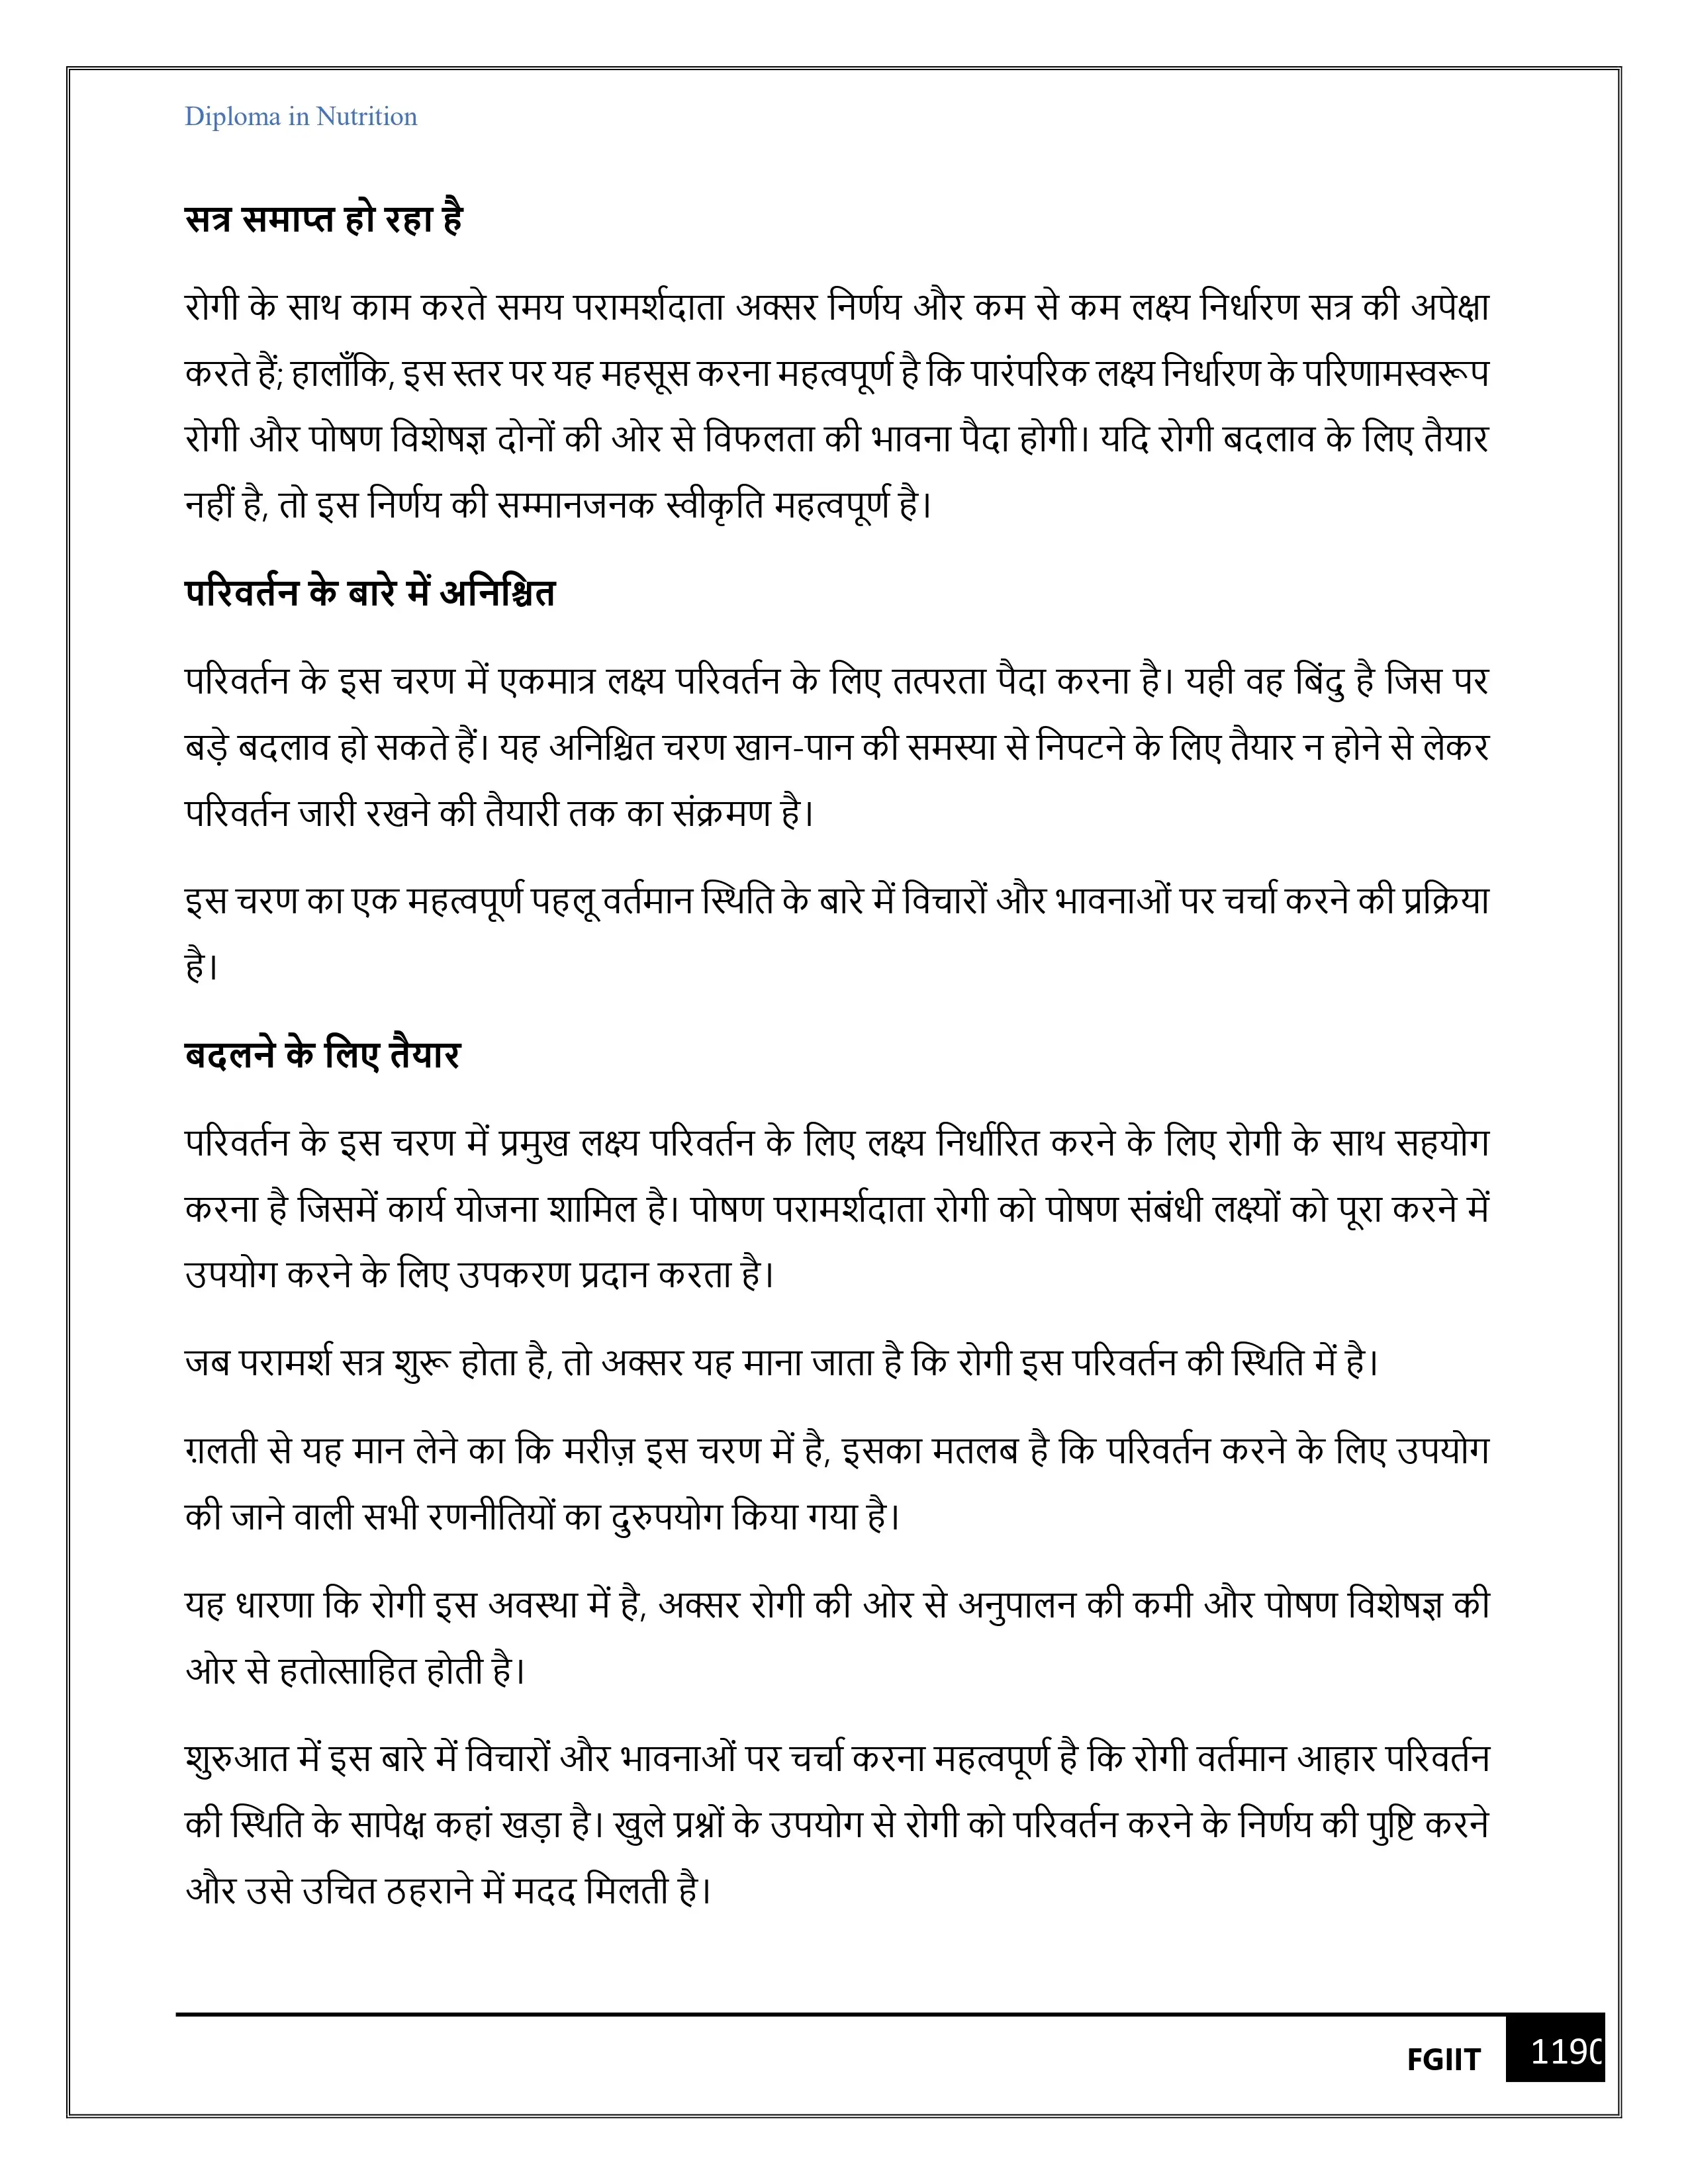 Diploma in Nutrition
सत्र समाप्त हो रहा है
रोगी के साथ काम करते समय परामर्शदाता अक्सर निर्णय और कम से कम लक्ष्य निर्धारण सत्र की अपेक्षा
करते हैं; हालाँकि, इस स्तर पर यह महसूस करना महत्वपूर्ण है कि पारंपरिक लक्ष्य निर्धारण के परिणामस्वरूप
रोगी और पोषण विशेषज्ञ दोनों की ओर से विफलता की भावना पैदा होगी। यदि रोगी बदलाव के लिए तैयार
नहीं है, तो इस निर्णय की सम्मानजनक स्वीकृति महत्वपूर्ण है।
परिवर्तन के बारे में अनिश्चित
परिवर्तन के इस चरण में एकमात्र लक्ष्य परिवर्तन के लिए तत्परता पैदा करना है। यही वह बिंदु है जिस पर
बड़े बदलाव हो सकते हैं। यह अनिश्चित चरण खान-पान की समस्या से निपटने के लिए तैयार न होने से लेकर
परिवर्तन जारी रखने की तैयारी तक का संक्रमण है।
इस चरण का एक महत्वपूर्ण पहलू वर्तमान स्थिति के बारे में विचारों और भावनाओं पर चर्चा करने की प्रक्रिया
है।
बदलने के लिए तैयार
परिवर्तन के इस चरण में प्रमुख लक्ष्य परिवर्तन के लिए लक्ष्य निर्धारित करने के लिए रोगी के साथ सहयोग
करना है जिसमें कार्य योजना शामिल है। पोषण परामर्शदाता रोगी को पोषण संबंधी लक्ष्यों को पूरा करने में
उपयोग करने के लिए उपकरण प्रदान करता है।
जब परामर्श सत्र शुरू होता है, तो अक्सर यह माना जाता है कि रोगी इस परिवर्तन की स्थिति में है।
ग़लती से यह मान लेने का कि मरीज़ इस चरण में है, इसका मतलब है कि परिवर्तन करने के लिए उपयोग
की जाने वाली सभी रणनीतियों का दुरुपयोग किया गया है।
यह धारणा कि रोगी इस अवस्था में है, अक्सर रोगी की ओर से अनुपालन की कमी और पोषण विशेषज्ञ की
ओर से हतोत्साहित होती है।
शुरुआत में इस बारे में विचारों और भावनाओं पर चर्चा करना महत्वपूर्ण है कि रोगी वर्तमान आहार परिवर्तन
की स्थिति के सापेक्ष कहां खड़ा है। खुले प्रश्नों के उपयोग से रोगी को परिवर्तन करने के निर्णय की पुष्टि करने
और उसे उचित ठहराने में मदद मिलती है।
FGIIT 1190